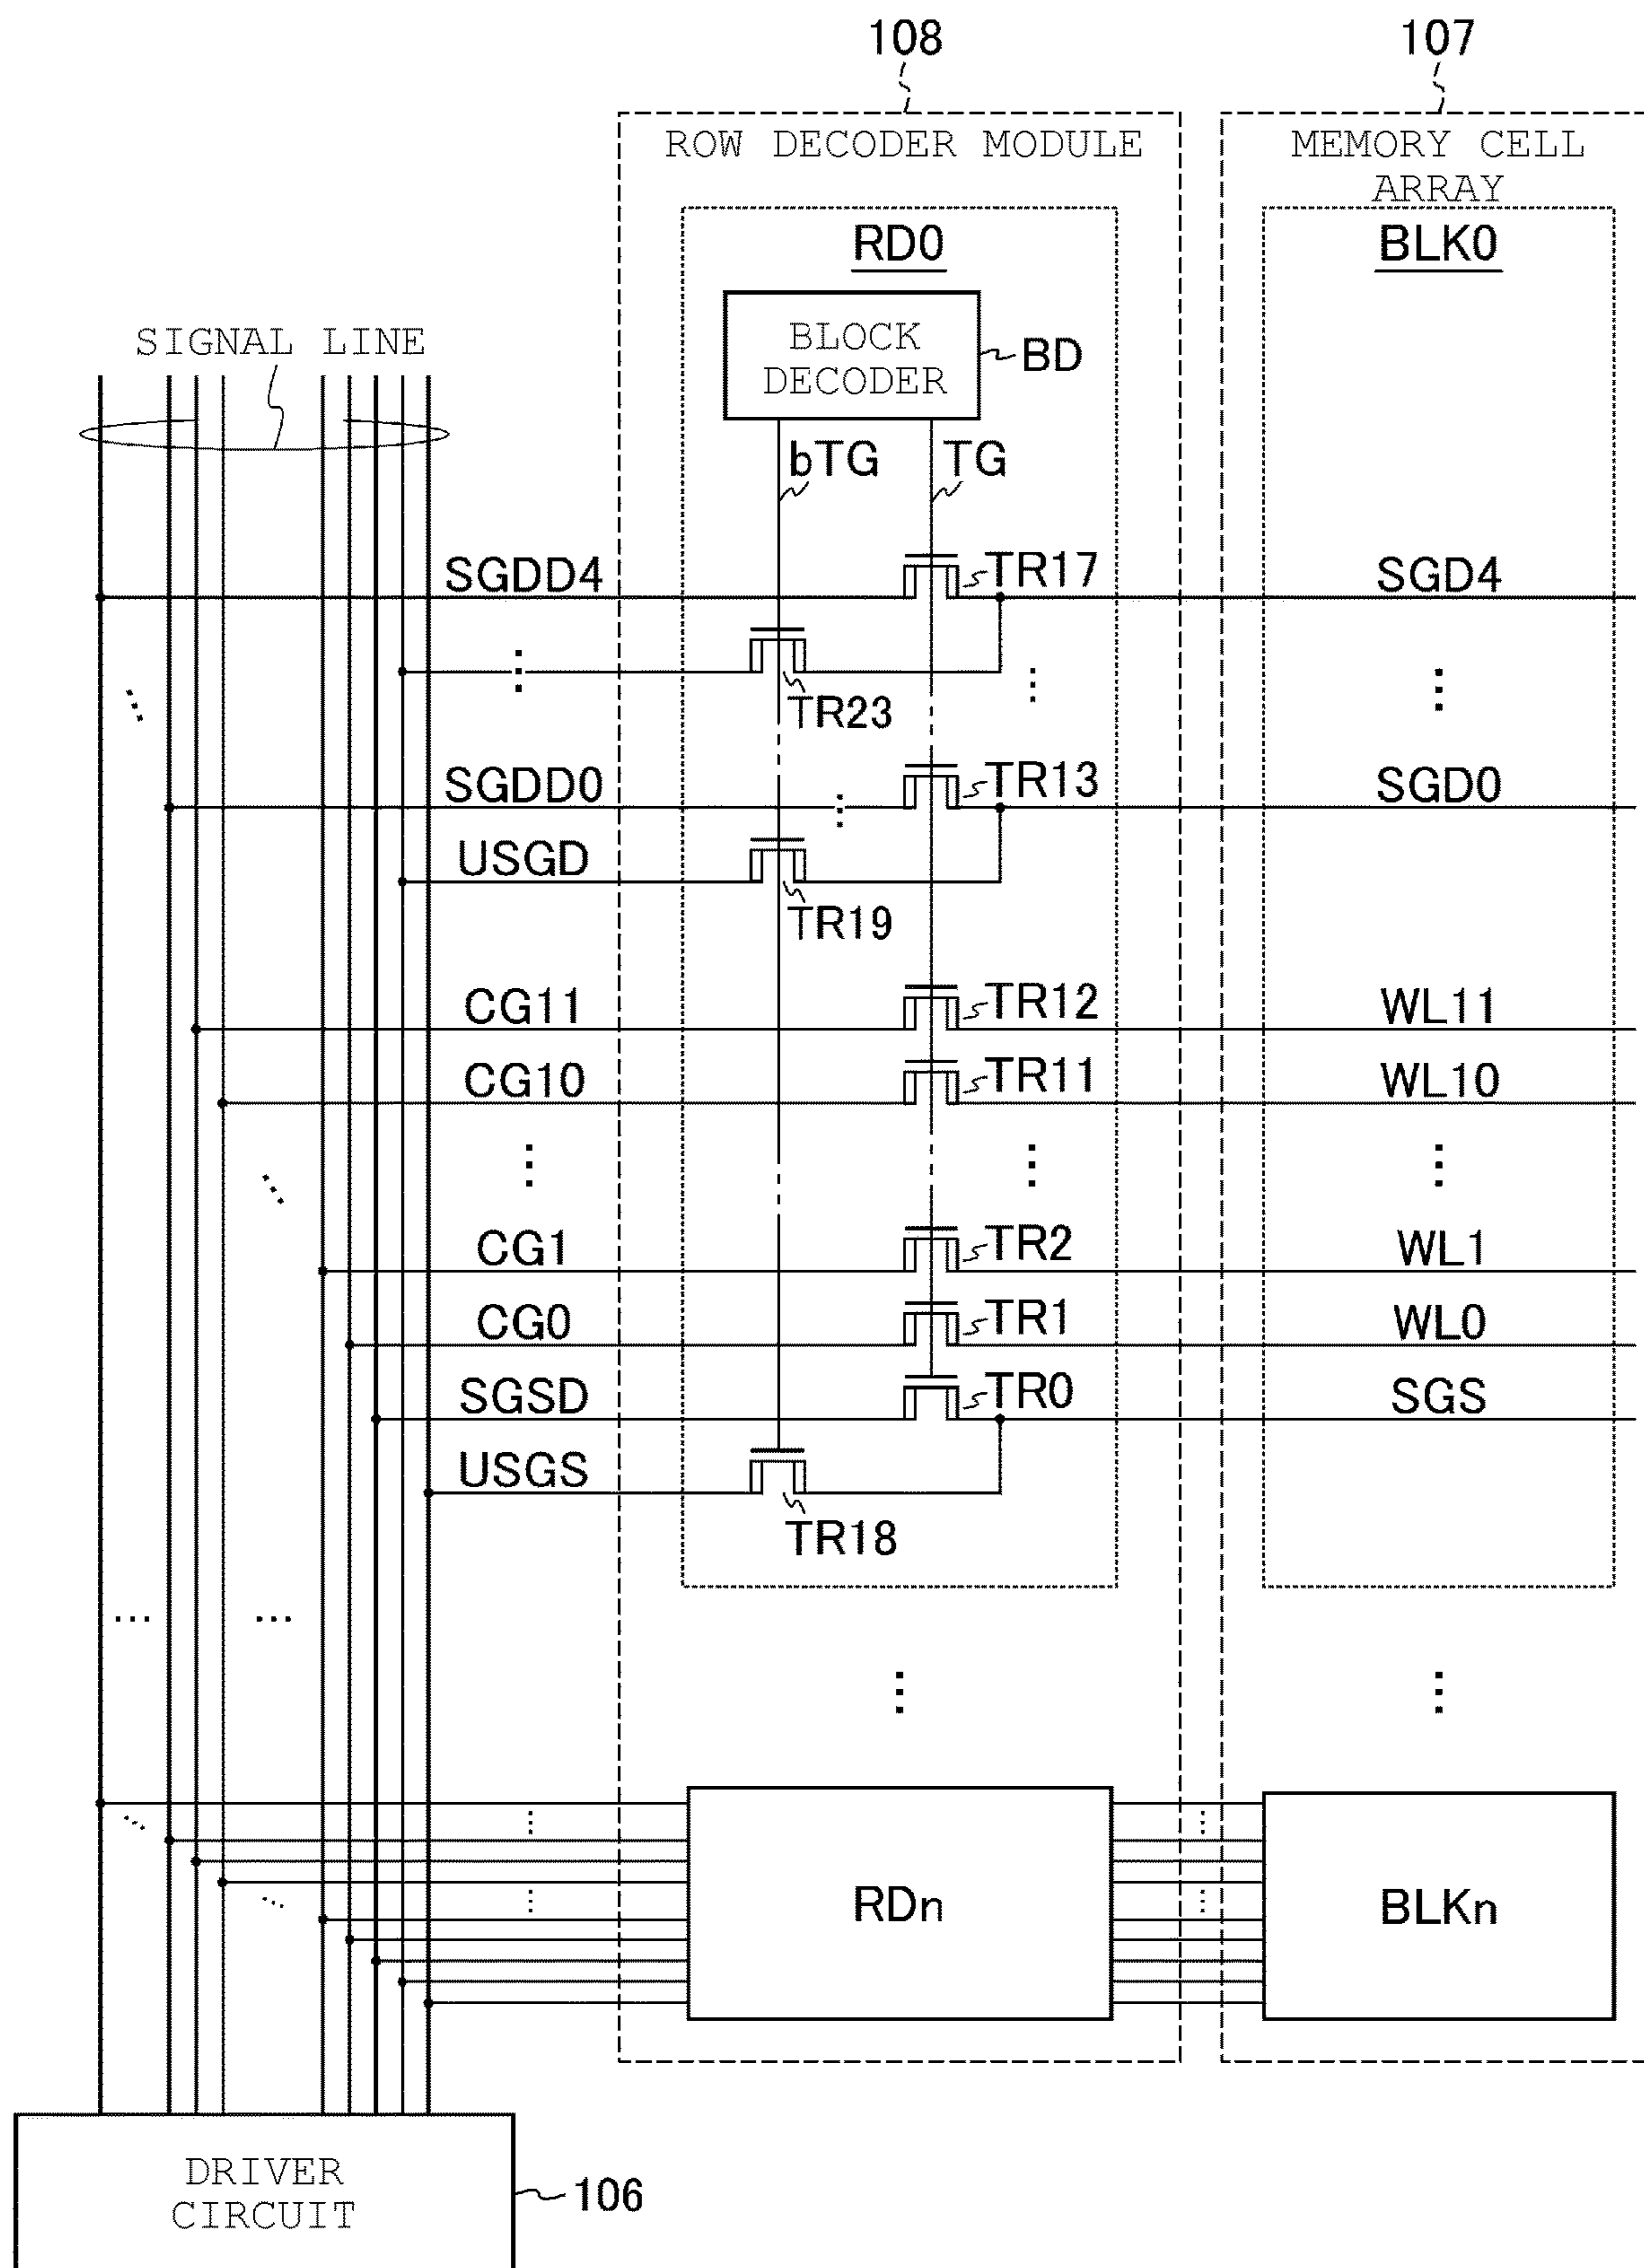 108
107
ROW DECODER MODULE
MEMORY CELL
ARRAY
RD0
BLK0
SIGNAL LINE
BLOCK
DECODER
BD
bTG
TG
SGDD4
TR17
SGD4
TR23
SGDD0
TR13
SGD0
USGD
TR19
CG11
TR12
WL11
CG10
TR11
WL10
CG1
TR2
WL1
CG0
TR1
WL0
SGSD
TR0
SGS
USGS
TR18
RDn
BLKn
DRIVER
CIRCUIT
106